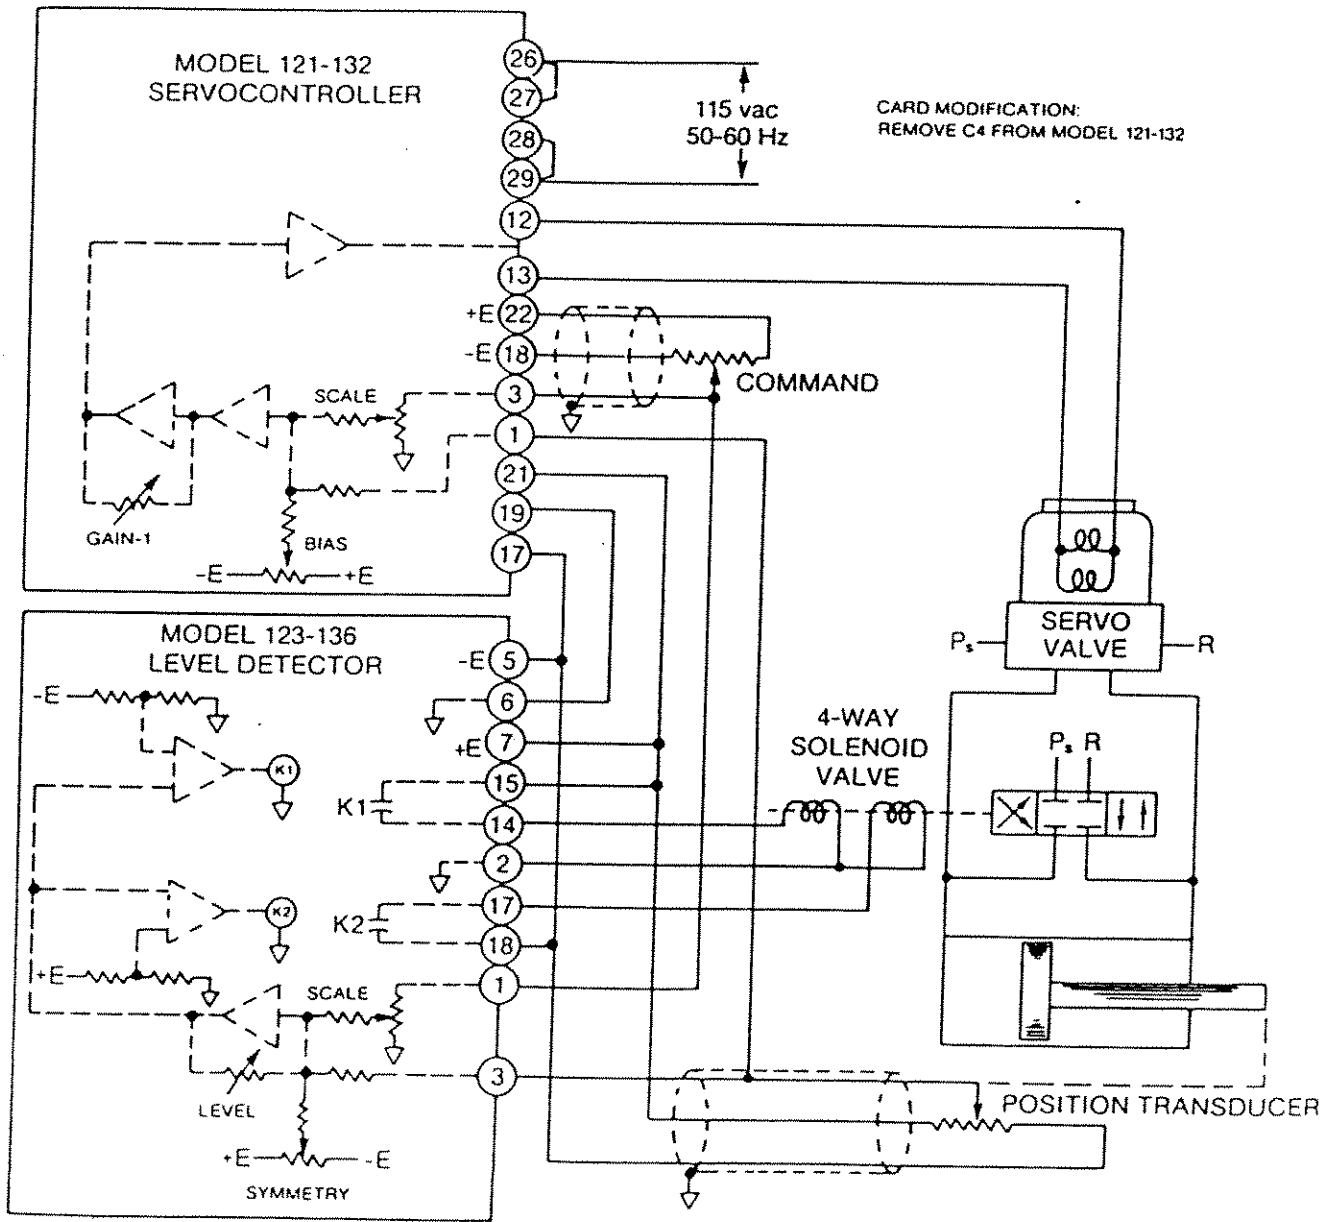 MODEL 121-132
SERVOCONTROLLER
26
27
28
29
115 vac
50-60 Hz
CARD MODIFICATION:
REMOVE C4 FROM MODEL 121-132
12
13
+E 22
-E 18
COMMAND
SCALE
3
1
21
19
17
GAIN-1
BIAS
-E +E
MODEL 123-136
LEVEL DETECTOR
-E 5
6
+E 7
15
14
2
17
18
1
3
-E
K1
K1
K2
K2
+E
SCALE
LEVEL
+E -E
SYMMETRY
4-WAY
SOLENOID
VALVE
SERVO
VALVE
Ps R
Ps R
POSITION TRANSDUCER